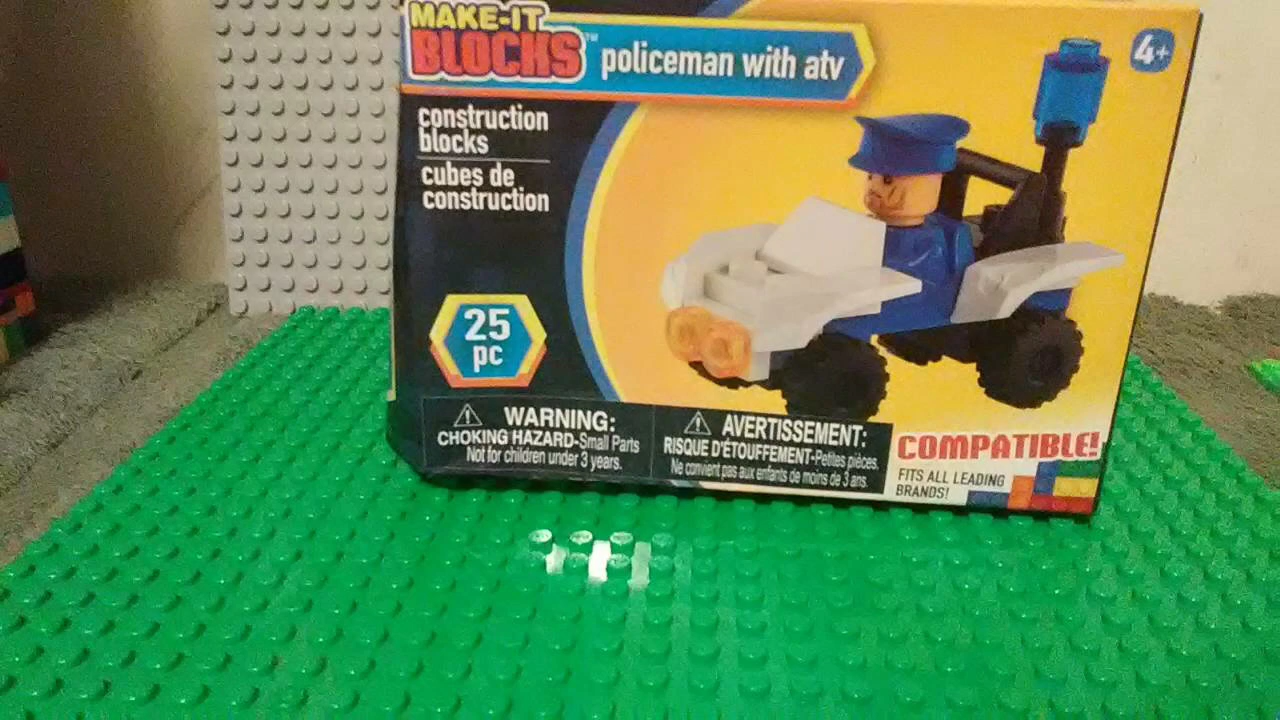 MAKE-IT
BLOCKS™
policeman with atv
4+
construction
blocks
cubes de
construction
25
pc
WARNING:
CHOKING HAZARD-Small Parts
Not for children under 3 years.
AVERTISSEMENT:
RISQUE D'ÉTOUFFEMENT-Petites pièces.
Ne convient pas aux enfants de moins de 3 ans.
COMPATIBLE!
FITS ALL LEADING
BRANDS!